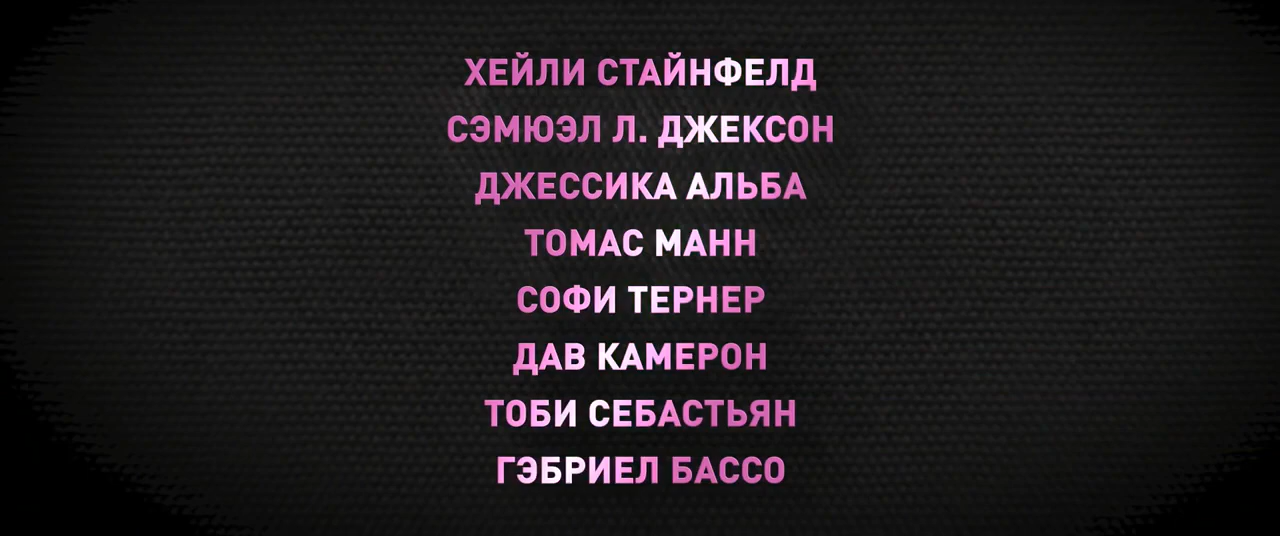 ХЕЙЛИ СТАЙНФЕЛД
СЭМЮЭЛ Л. ДЖЕКСОН
ДЖЕССИКА АЛЬБА
ТОМАС МАНН
СОФИ ТЕРНЕР
ДАВ КАМЕРОН
ТОБИ СЕБАСТЬЯН
ГЭБРИЕЛ БАССО